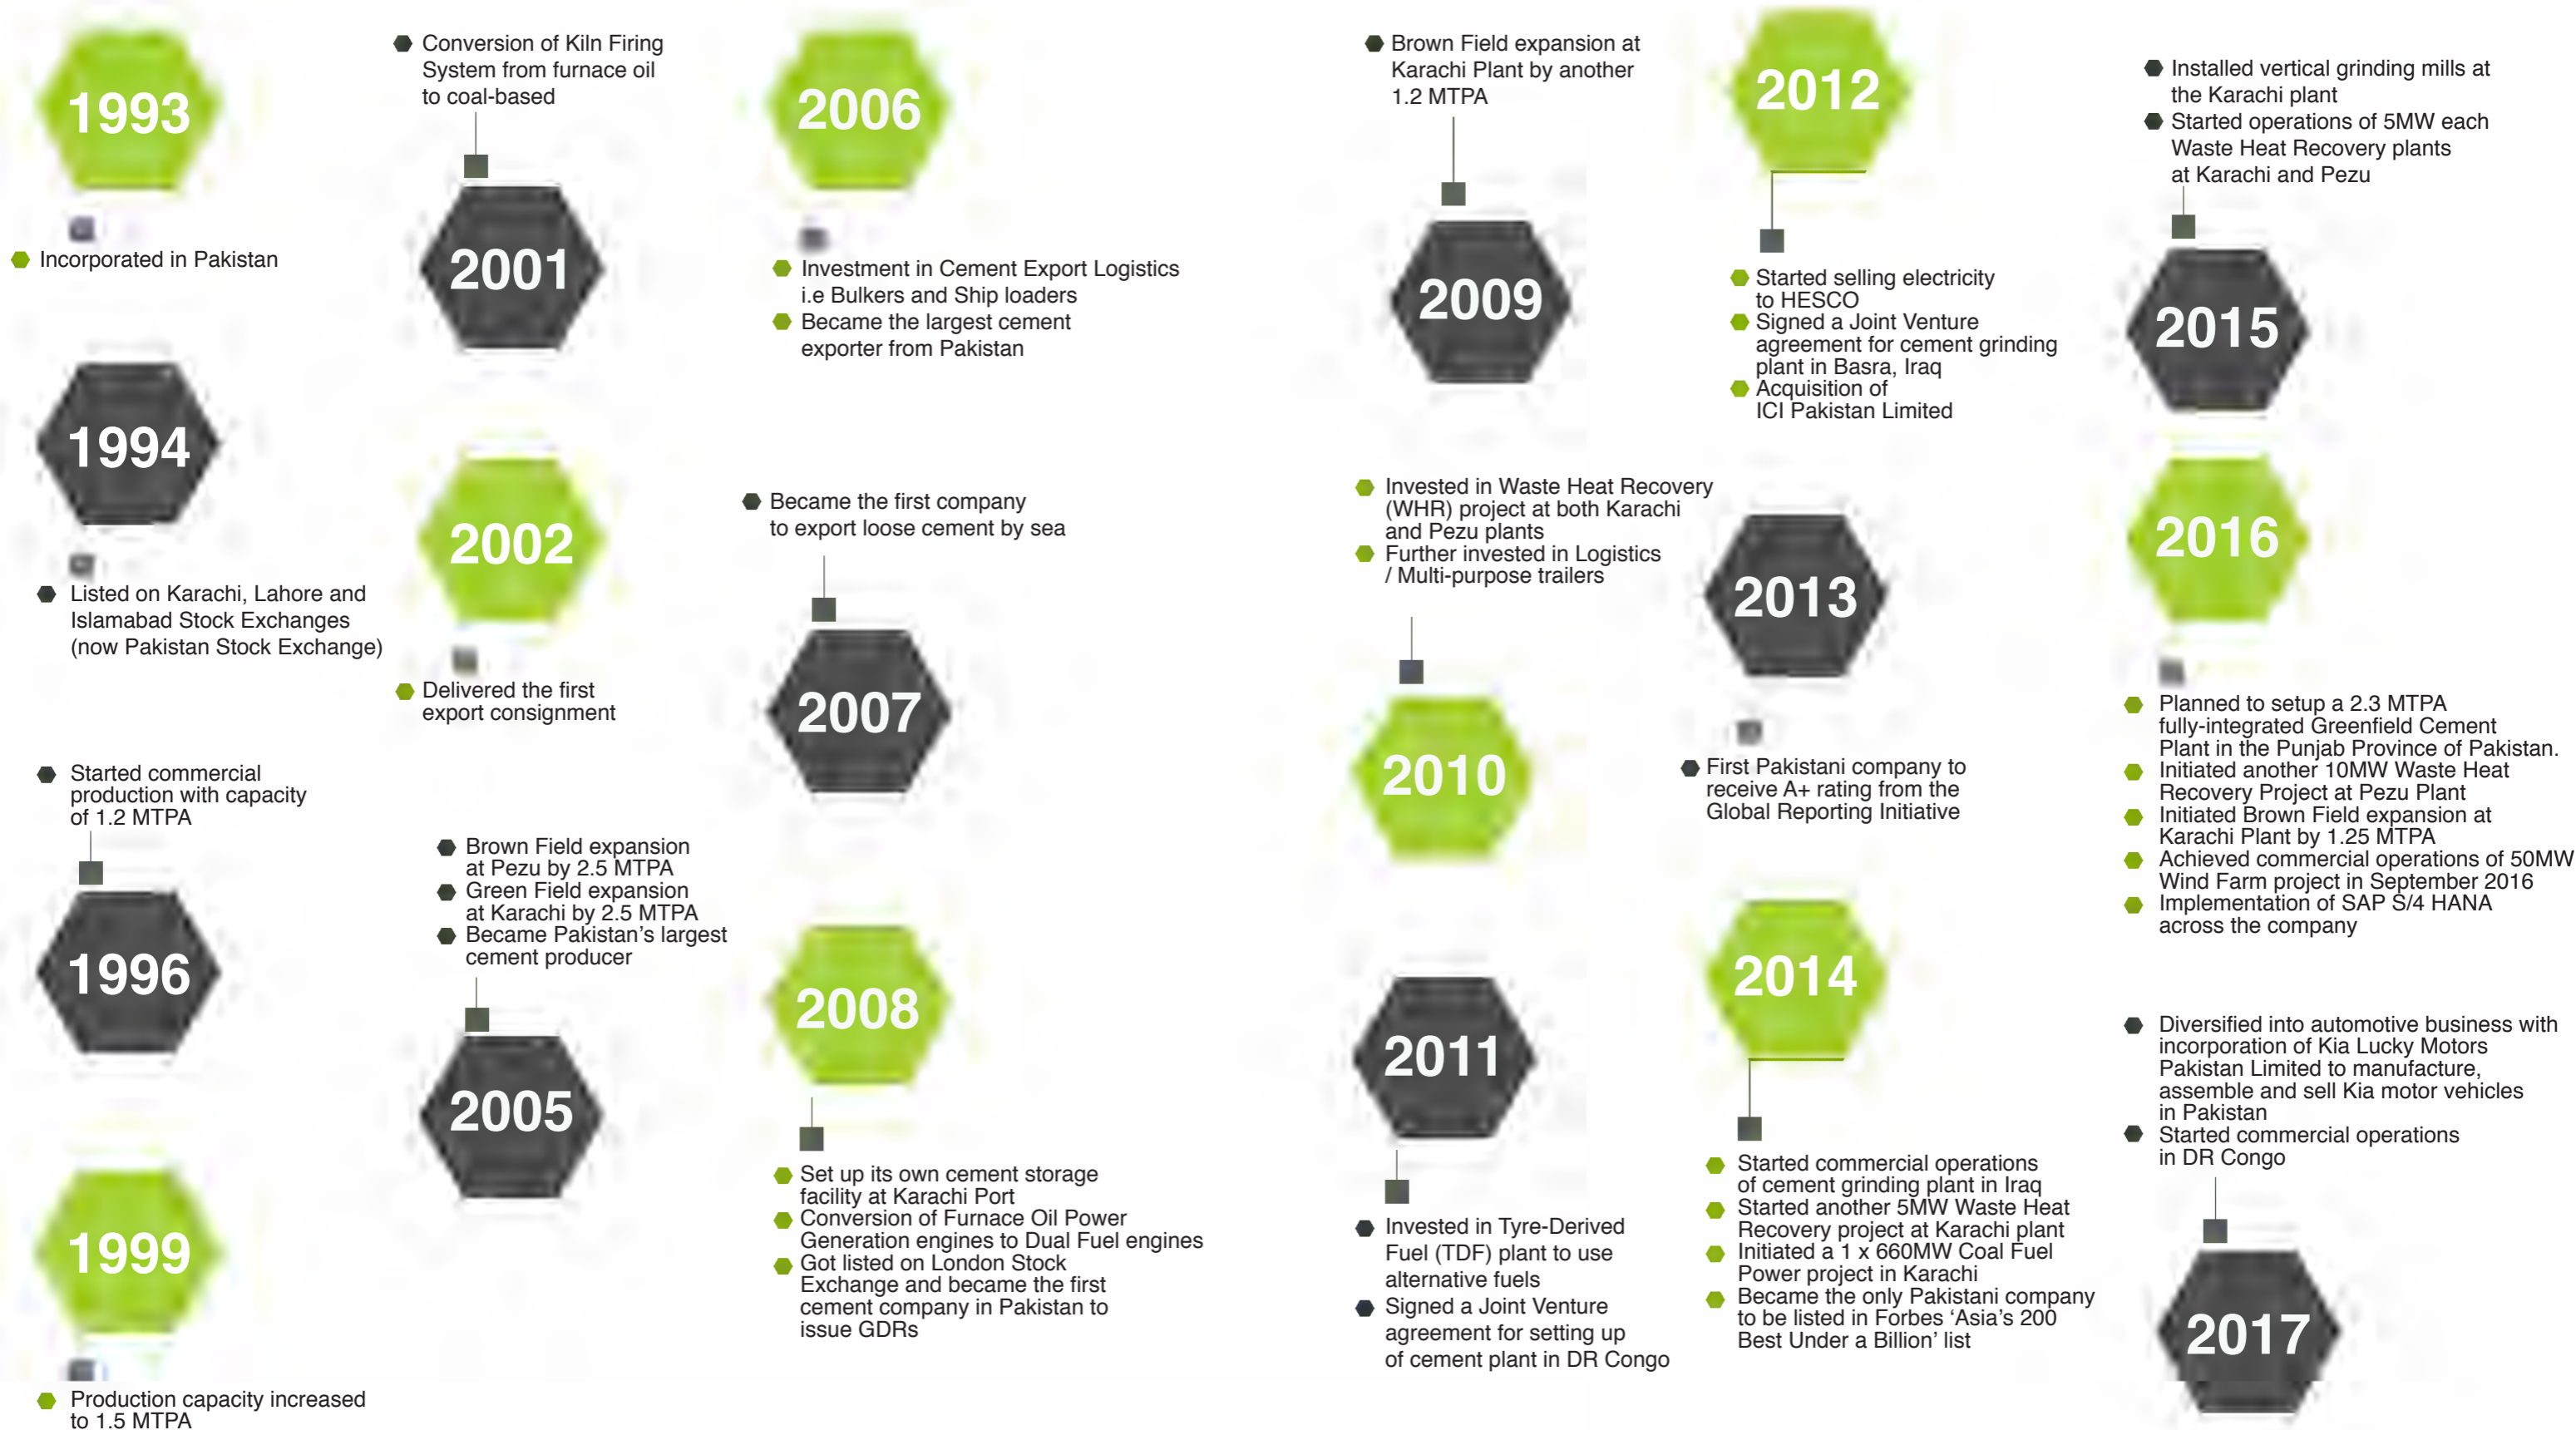 1993
Incorporated in Pakistan
1994
Listed on Karachi, Lahore and
Islamabad Stock Exchanges
(now Pakistan Stock Exchange)
Started commercial
production with capacity
of 1.2 MTPA
1996
1999
Production capacity increased
to 1.5 MTPA
Conversion of Kiln Firing
System from furnace oil
to coal-based
2001
2002
Delivered the first
export consignment
Brown Field expansion
at Pezu by 2.5 MTPA
Green Field expansion
at Karachi by 2.5 MTPA
Became Pakistan's largest
cement producer
2005
2006
Investment in Cement Export Logistics
i.e Bulkers and Ship loaders
Became the largest cement
exporter from Pakistan
Became the first company
to export loose cement by sea
2007
2008
Set up its own cement storage
facility at Karachi Port
Conversion of Furnace Oil Power
Generation engines to Dual Fuel engines
Got listed on London Stock
Exchange and became the first
cement company in Pakistan to
issue GDRs
Brown Field expansion at
Karachi Plant by another
1.2 MTPA
2009
Invested in Waste Heat Recovery
(WHR) project at both Karachi
and Pezu plants
Further invested in Logistics
/ Multi-purpose trailers
2010
2011
Invested in Tyre-Derived
Fuel (TDF) plant to use
alternative fuels
Signed a Joint Venture
agreement for setting up
of cement plant in DR Congo
2012
Started selling electricity
to HESCO
Signed a Joint Venture
agreement for cement grinding
plant in Basra, Iraq
Acquisition of
ICI Pakistan Limited
2013
First Pakistani company to
receive A+ rating from the
Global Reporting Initiative
2014
Started commercial operations
of cement grinding plant in Iraq
Started another 5MW Waste Heat
Recovery project at Karachi plant
Initiated a 1 x 660MW Coal Fuel
Power project in Karachi
Became the only Pakistani company
to be listed in Forbes 'Asia's 200
Best Under a Billion' list
Installed vertical grinding mills at
the Karachi plant
Started operations of 5MW each
Waste Heat Recovery plants
at Karachi and Pezu
2015
2016
Planned to setup a 2.3 MTPA
fully-integrated Greenfield Cement
Plant in the Punjab Province of Pakistan.
Initiated another 10MW Waste Heat
Recovery Project at Pezu Plant
Initiated Brown Field expansion at
Karachi Plant by 1.25 MTPA
Achieved commercial operations of 50MW
Wind Farm project in September 2016
Implementation of SAP S/4 HANA
across the company
Diversified into automotive business with
incorporation of Kia Lucky Motors
Pakistan Limited to manufacture,
assemble and sell Kia motor vehicles
in Pakistan
Started commercial operations
in DR Congo
2017